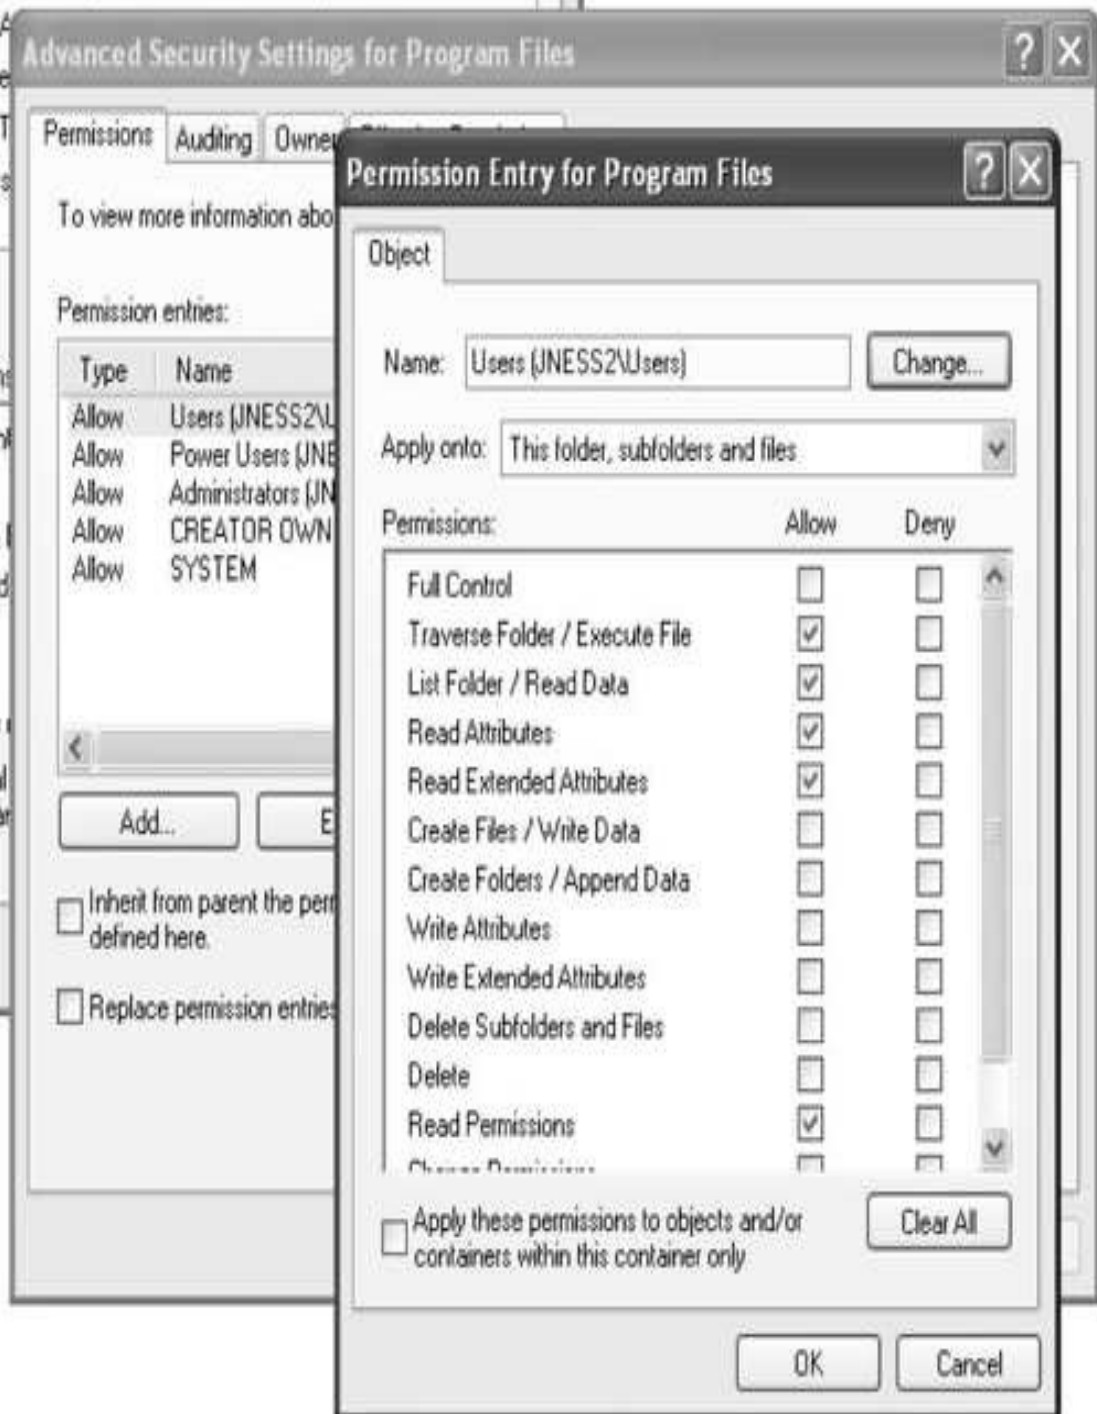 Advanced Security Settings for Program Files
Permissions Auditing Owner
To view more information abo
Permission entries:
Type Name
Allow Users (JNESS2\U
Allow Power Users (JNE
Allow Administrators (JN
Allow CREATOR OWN
Allow SYSTEM
Add...
Inherit from parent the perm
defined here.
Replace permission entries
Permission Entry for Program Files
Object
Name: Users (JNESS2\Users)
Change...
Apply onto: This folder, subfolders and files
Permissions: Allow Deny
Full Control
Traverse Folder / Execute File
List Folder / Read Data
Read Attributes
Read Extended Attributes
Create Files / Write Data
Create Folders / Append Data
Write Attributes
Write Extended Attributes
Delete Subfolders and Files
Delete
Read Permissions
Change Permissions
Apply these permissions to objects and/or
containers within this container only
Clear All
OK Cancel